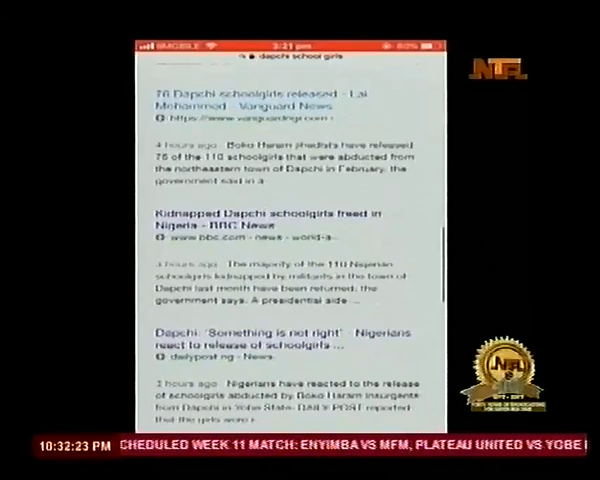 3:21 pm
dapchi school girls
NTA
76 Dapchi schoolgirls released - Lai
Mohammed - Vanguard News
https://www.vanguardngr.com ›
4 hours ago · Boko Haram jihadists have released
76 of the 110 schoolgirls that were abducted from
the northeastern town of Dapchi in February, the
government said in a
Kidnapped Dapchi schoolgirls freed in
Nigeria - BBC News
www.bbc.com › news › world-a...
3 hours ago · The majority of the 110 Nigerian
schoolgirls kidnapped by militants in the town of
Dapchi last month have been returned, the
government says. A presidential aide ...
Dapchi: 'Something is not right' - Nigerians
react to release of schoolgirls ...
dailypost.ng › News
3 hours ago · Nigerians have reacted to the release
of schoolgirls abducted by Boko Haram insurgents
from Dapchi in Yobe State. DAILY POST reported
that the girls were r
10:32:23 PM
CHEDULED WEEK 11 MATCH: ENYIMBA VS MFM, PLATEAU UNITED VS YOBE